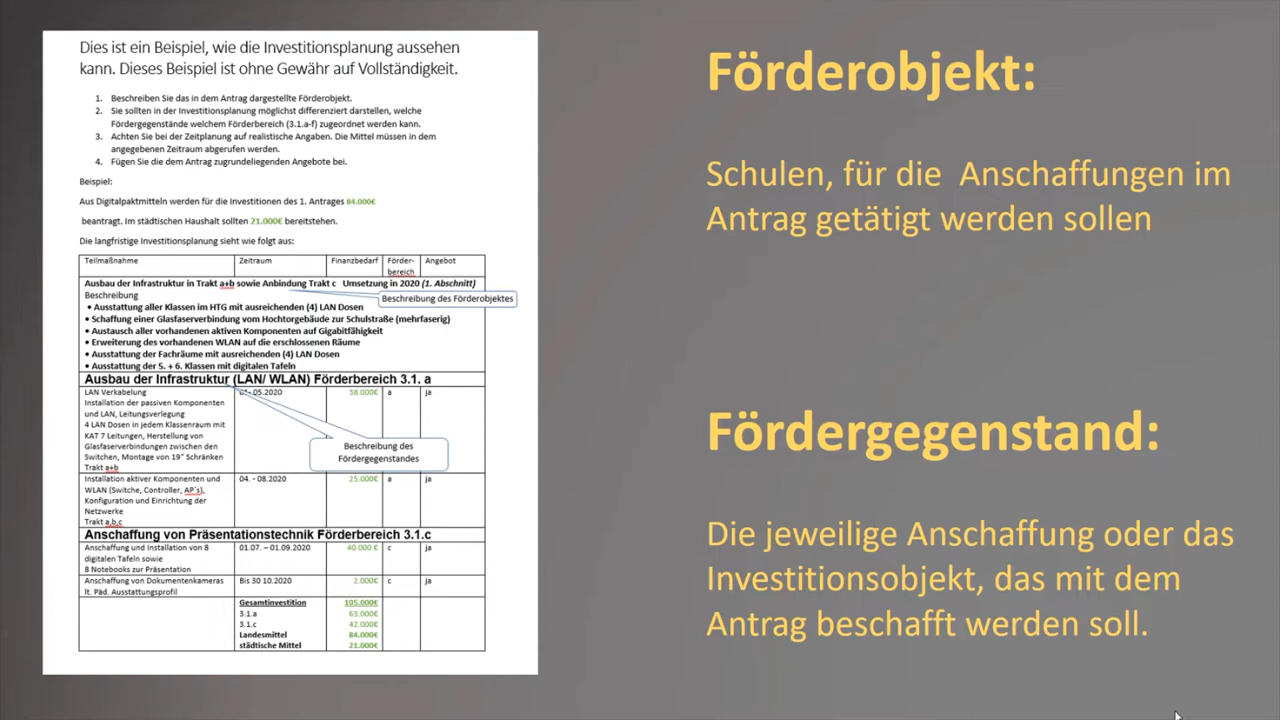 Dies ist ein Beispiel, wie die Investitionsplanung aussehen
kann. Dieses Beispiel ist ohne Gewähr auf Vollständigkeit.
1. Beschreiben Sie das in dem Antrag dargestellte Förderobjekt.
2. Sie sollten in der Investitionsplanung möglichst differenziert darstellen, welche
Fördergegenstände welchem Förderbereich (3.1.a-f) zugeordnet werden kann.
3. Achten Sie bei der Zeitplanung auf realistische Angaben. Die Mittel müssen in dem
angegebenen Zeitraum abgerufen werden.
4. Fügen Sie die dem Antrag zugrundeliegenden Angebote bei.
Beispiel:
Aus Digitalpaktmitteln werden für die Investitionen des 1. Antrages 84.000€
beantragt. Im städtischen Haushalt sollten 21.000€ bereitstehen.
Die langfristige Investitionsplanung sieht wie folgt aus:
Teilmaßnahme Zeitraum Finanzbedarf Förder- Angebot
bereich
Ausbau der Infrastruktur in Trakt a+b sowie Anbindung Trakt c Umsetzung in 2020 (1. Abschnitt)
Beschreibung
Beschreibung des Förderobjektes
• Ausstattung aller Klassen im HTG mit ausreichenden (4) LAN Dosen
• Schaffung einer Glasfaserverbindung vom Hochtorgebäude zur Schulstraße (mehrfaserig)
• Austausch aller vorhandenen aktiven Komponenten auf Gigabitfähigkeit
• Erweiterung des vorhandenen WLAN auf die erschlossenen Räume
• Ausstattung der Fachräume mit ausreichenden (4) LAN Dosen
• Ausstattung der 5. + 6. Klassen mit digitalen Tafeln
Ausbau der Infrastruktur (LAN/ WLAN) Förderbereich 3.1. a
LAN Verkabelung 05.2020 38.000€ a ja
Installation der passiven Komponenten
und LAN, Leitungsverlegung
4 LAN Dosen in jedem Klassenraum mit
KAT 7 Leitungen, Herstellung von
Glasfaserverbindungen zwischen den
Switchen, Montage von 19" Schränken
Trakt a+b
Beschreibung des
Fördergegenstandes
Installation aktiver Komponenten und 04. - 08.2020 25.000€ a ja
WLAN (Switche, Controller, AP's),
Konfiguration und Einrichtung der
Netzwerke
Trakt a,b,c
Anschaffung von Präsentationstechnik Förderbereich 3.1.c
Anschaffung und Installation von 8 01.07. – 01.09.2020 40.000 € c ja
digitalen Tafeln sowie
8 Notebooks zur Präsentation
Anschaffung von Dokumentenkameras Bis 30 10.2020 2.000€ c ja
lt. Päd. Ausstattungsprofil
Gesamtinvestition 105.000€
3.1.a 63.000€
3.1.c 42.000€
Landesmittel 84.000€
städtische Mittel 21.000€
Förderobjekt:
Schulen, für die Anschaffungen im
Antrag getätigt werden sollen
Fördergegenstand:
Die jeweilige Anschaffung oder das
Investitionsobjekt, das mit dem
Antrag beschafft werden soll.